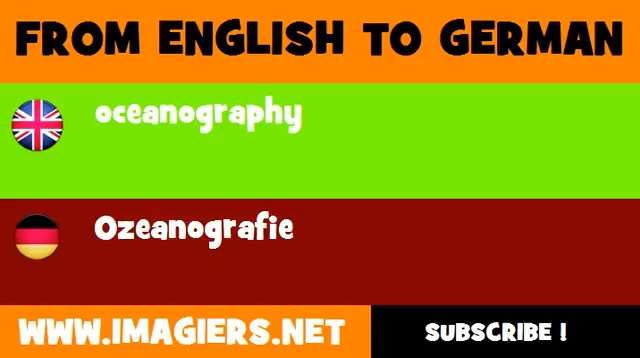 FROM ENGLISH TO GERMAN
oceanography
Ozeanografie
WWW.IMAGIERS.NET
SUBSCRIBE !